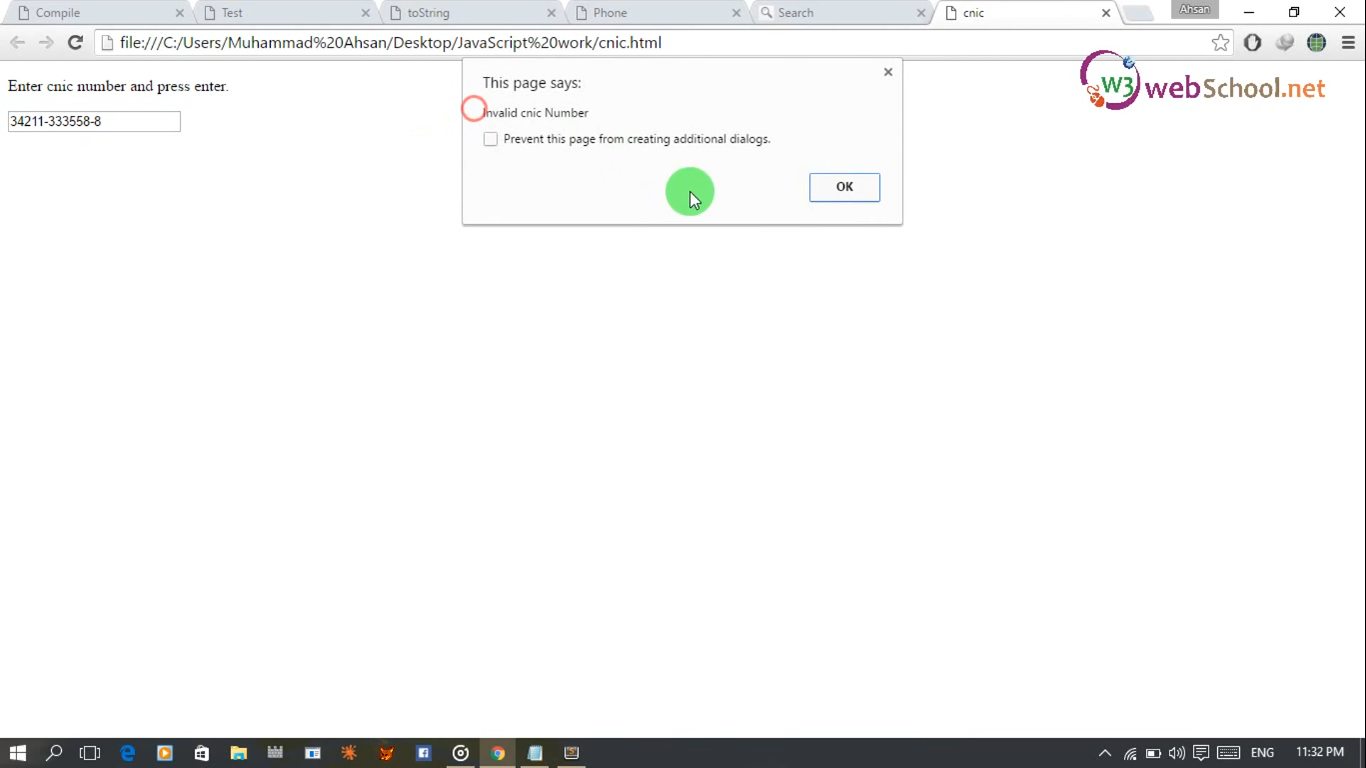 Compile
Test
toString
Phone
Search
cnic
Ahsan
file:///C:/Users/Muhammad%20Ahsan/Desktop/JavaScript%20work/cnic.html
W3 webSchool.net
Enter cnic number and press enter.
34211-333558-8
This page says:
Invalid cnic Number
Prevent this page from creating additional dialogs.
OK
ENG
11:32 PM